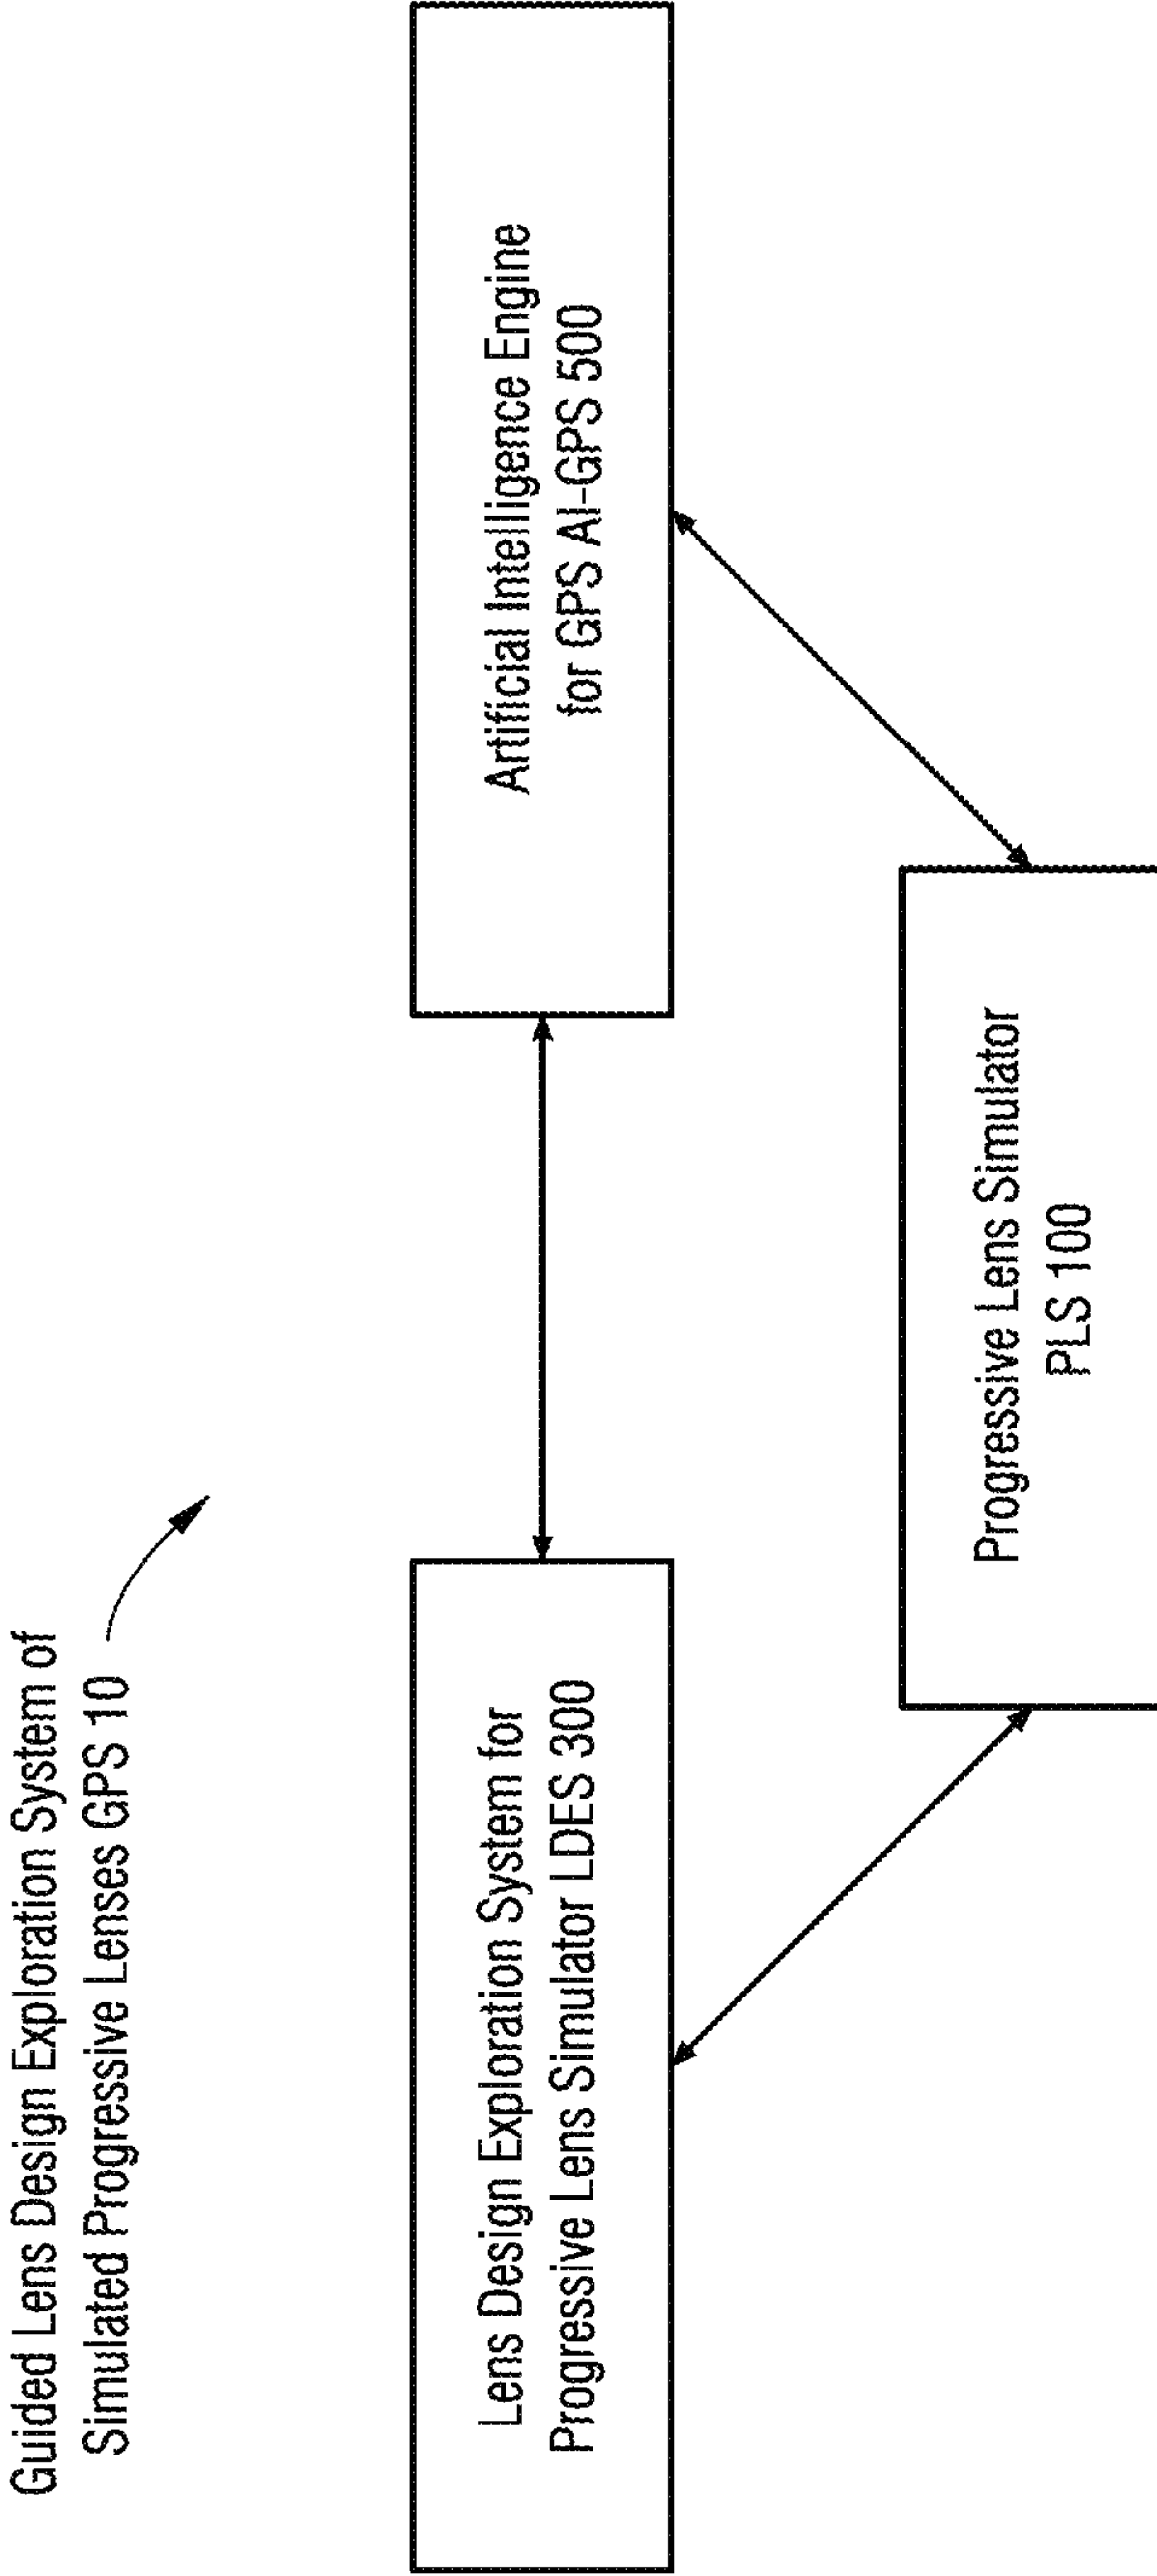 Guided Lens Design Exploration System of
Simulated Progressive Lenses GPS 10
Lens Design Exploration System for
Progressive Lens Simulator LDES 300
Artificial Intelligence Engine
for GPS AI-GPS 500
Progressive Lens Simulator
PLS 100